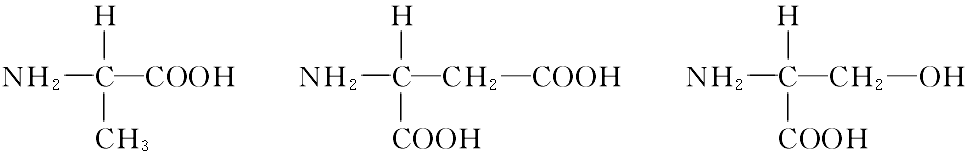 H H H
NH₂—C—COOH NH₂—C—CH₂—COOH NH₂—C—CH₂—OH
CH₃ COOH COOH